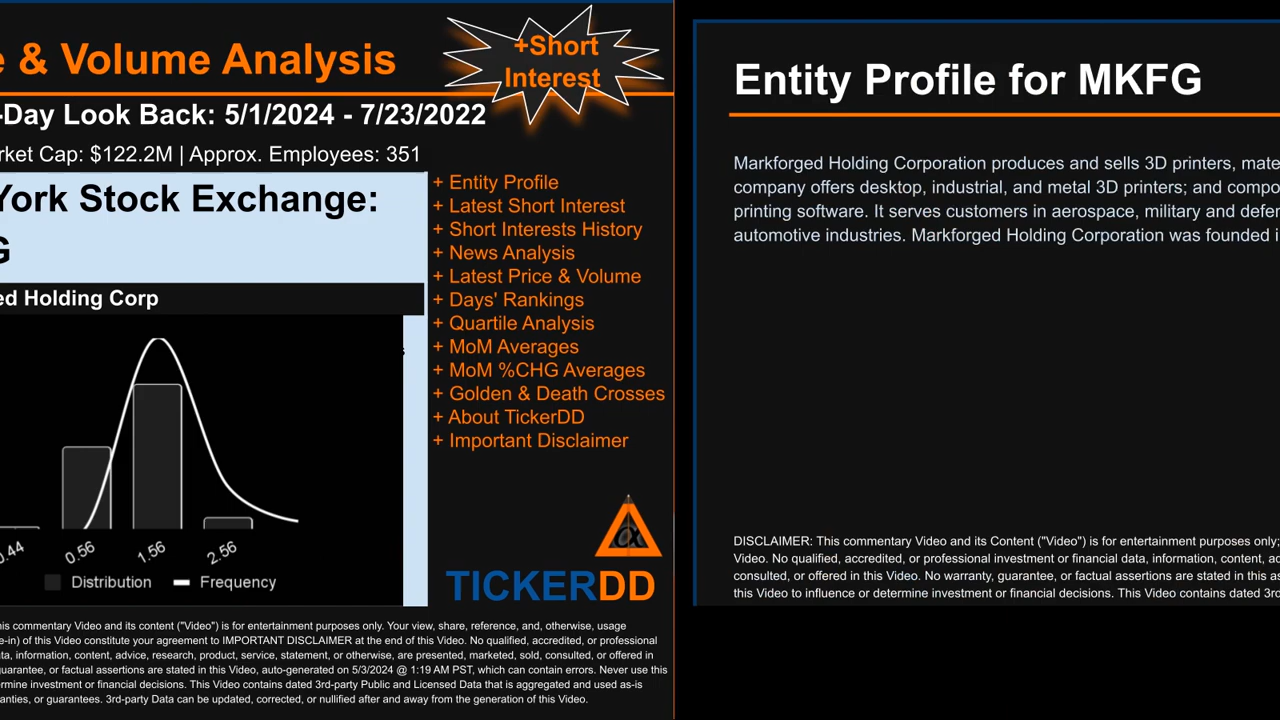 e & Volume Analysis
+Short
Interest
-Day Look Back: 5/1/2024 - 7/23/2022
rket Cap: $122.2M | Approx. Employees: 351
York Stock Exchange:
G
ed Holding Corp
0.44
0.56
1.56
2.56
Distribution
Frequency
+ Entity Profile
+ Latest Short Interest
+ Short Interests History
+ News Analysis
+ Latest Price & Volume
+ Days' Rankings
+ Quartile Analysis
+ MoM Averages
+ MoM %CHG Averages
+ Golden & Death Crosses
+ About TickerDD
+ Important Disclaimer
TICKERDD
his commentary Video and its content ("Video") is for entertainment purposes only. Your view, share, reference, and, otherwise, usage
e-in) of this Video constitute your agreement to IMPORTANT DISCLAIMER at the end of this Video. No qualified, accredited, or professional
ata, information, content, advice, research, product, service, statement, or otherwise, are presented, marketed, sold, consulted, or offered in
guarantee, or factual assertions are stated in this Video, auto-generated on 5/3/2024 @ 1:19 AM PST, which can contain errors. Never use this
ermine investment or financial decisions. This Video contains dated 3rd-party Public and Licensed Data that is aggregated and used as-is
anties, or guarantees. 3rd-party Data can be updated, corrected, or nullified after and away from the generation of this Video.
Entity Profile for MKFG
Markforged Holding Corporation produces and sells 3D printers, mate
company offers desktop, industrial, and metal 3D printers; and compo
printing software. It serves customers in aerospace, military and defen
automotive industries. Markforged Holding Corporation was founded i
DISCLAIMER: This commentary Video and its Content ("Video") is for entertainment purposes only;
Video. No qualified, accredited, or professional investment or financial data, information, content, ad
consulted, or offered in this Video. No warranty, guarantee, or factual assertions are stated in this as
this Video to influence or determine investment or financial decisions. This Video contains dated 3rd